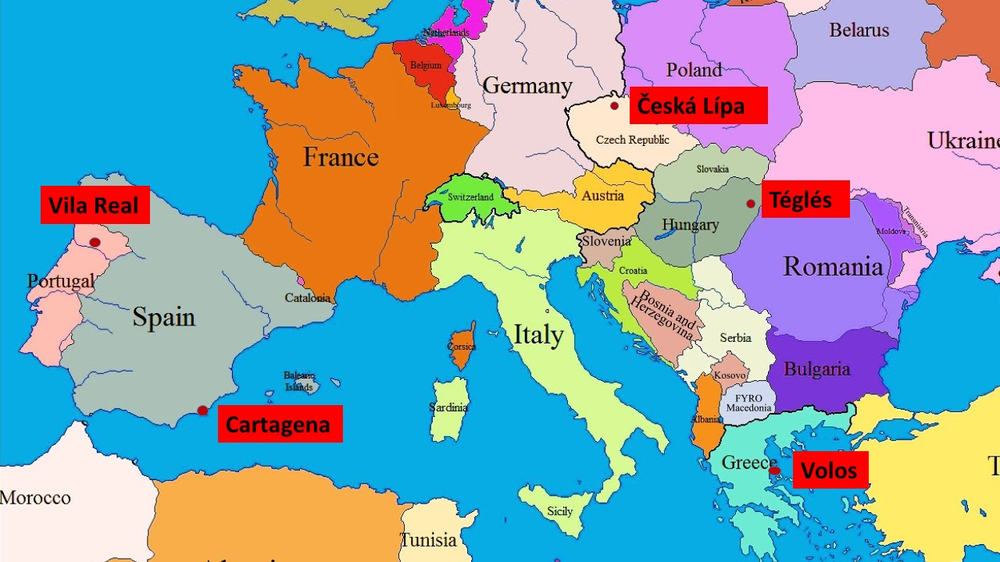 Netherlands
Belarus
Belgium
Germany
Poland
Luxembourg
Česká Lípa
Czech Republic
Ukraine
France
Slovakia
Vila Real
Switzerland
Austria
Téglés
Hungary
Moldova
Transnistria
Slovenia
Romania
Croatia
Portugal
Catalonia
Spain
Bosnia and
Herzegovina
Italy
Serbia
Corsica
Bulgaria
Balearic
Islands
Kosovo
Sardinia
FYRO
Macedonia
Cartagena
Albania
Greece
Volos
T
Morocco
Sicily
Tunisia